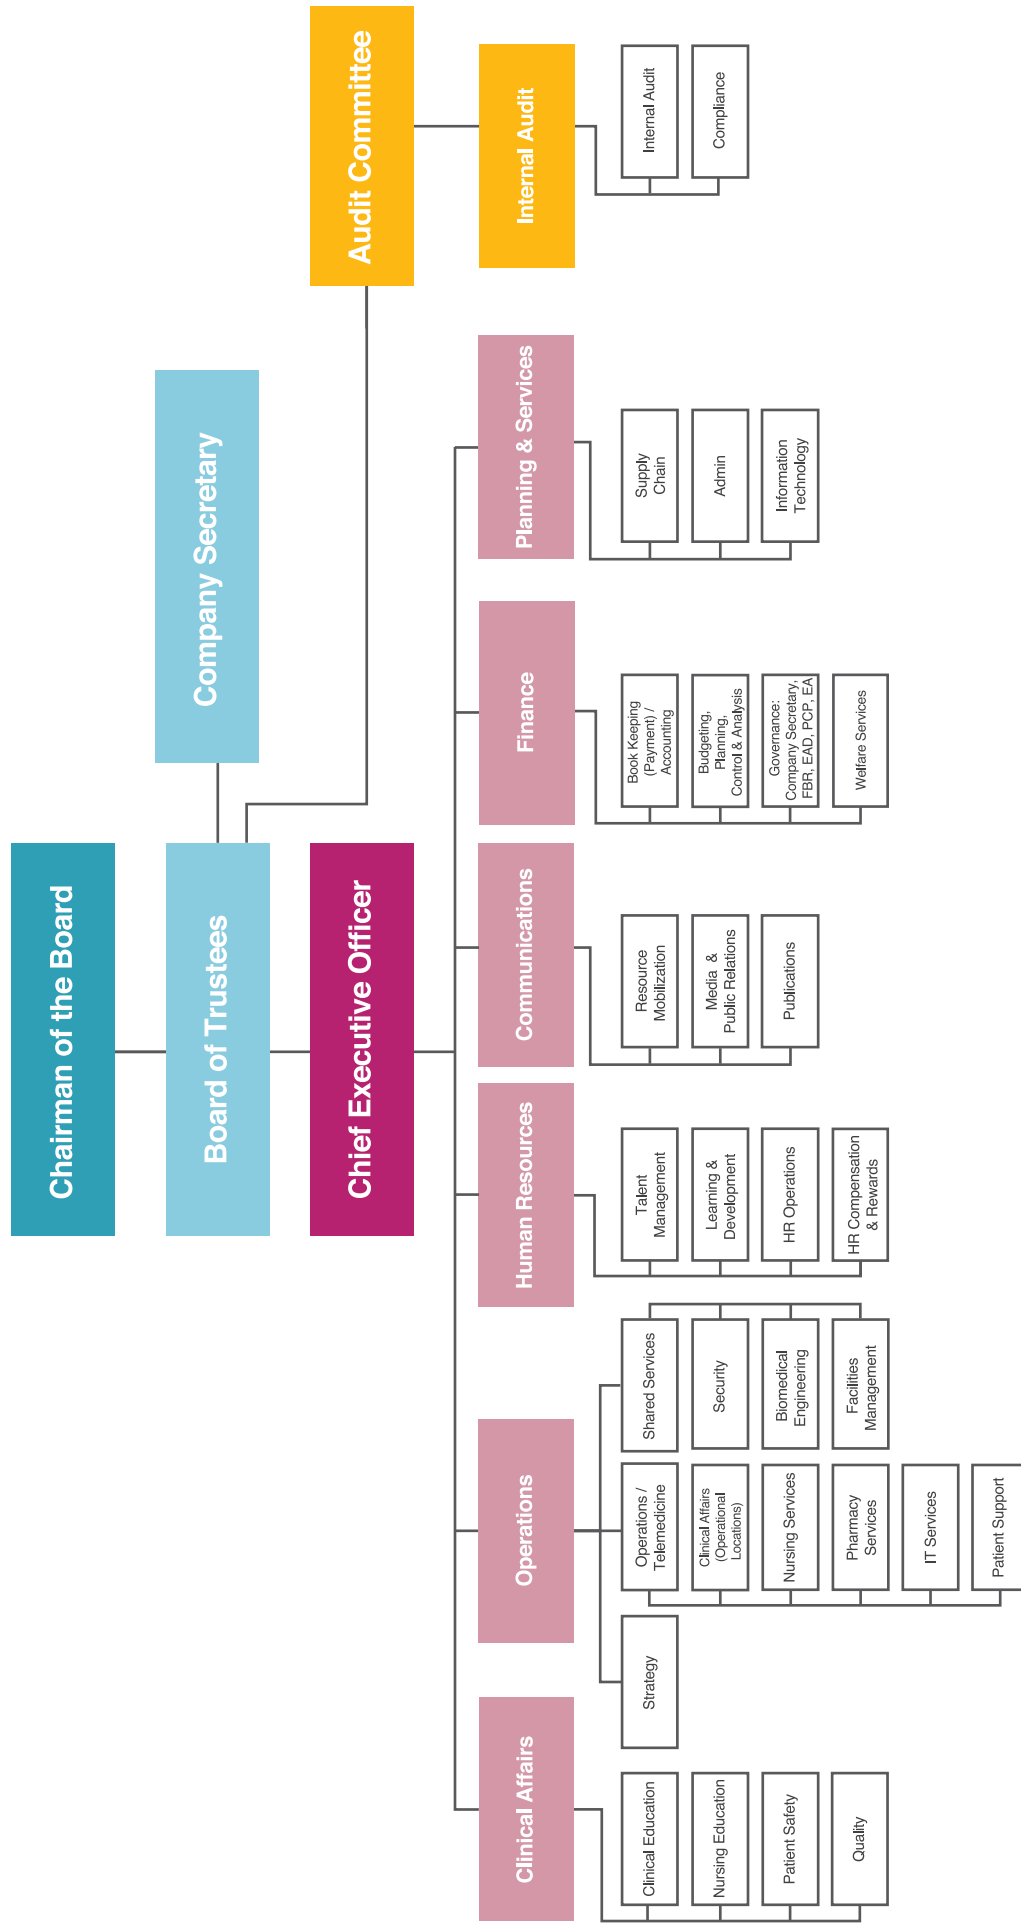 Chairman of the Board
Board of Trustees
Company Secretary
Chief Executive Officer
Audit Committee
Clinical Affairs
Operations
Human Resources
Communications
Finance
Planning & Services
Internal Audit
Clinical Education
Nursing Education
Patient Safety
Quality
Strategy
Operations /
Telemedicine
Clinical Affairs
(Operational
Locations)
Nursing Services
Pharmacy
Services
IT Services
Patient Support
Shared Services
Security
Biomedical
Engineering
Facilities
Management
Talent
Management
Learning &
Development
HR Operations
HR Compensation
& Rewards
Resource
Mobilization
Media &
Public Relations
Publications
Book Keeping
(Payment) /
Accounting
Budgeting,
Planning,
Control & Analysis
Governance:
Company Secretary,
FBR, EAD, PCP, EA
Welfare Services
Supply
Chain
Admin
Information
Technology
Internal Audit
Compliance